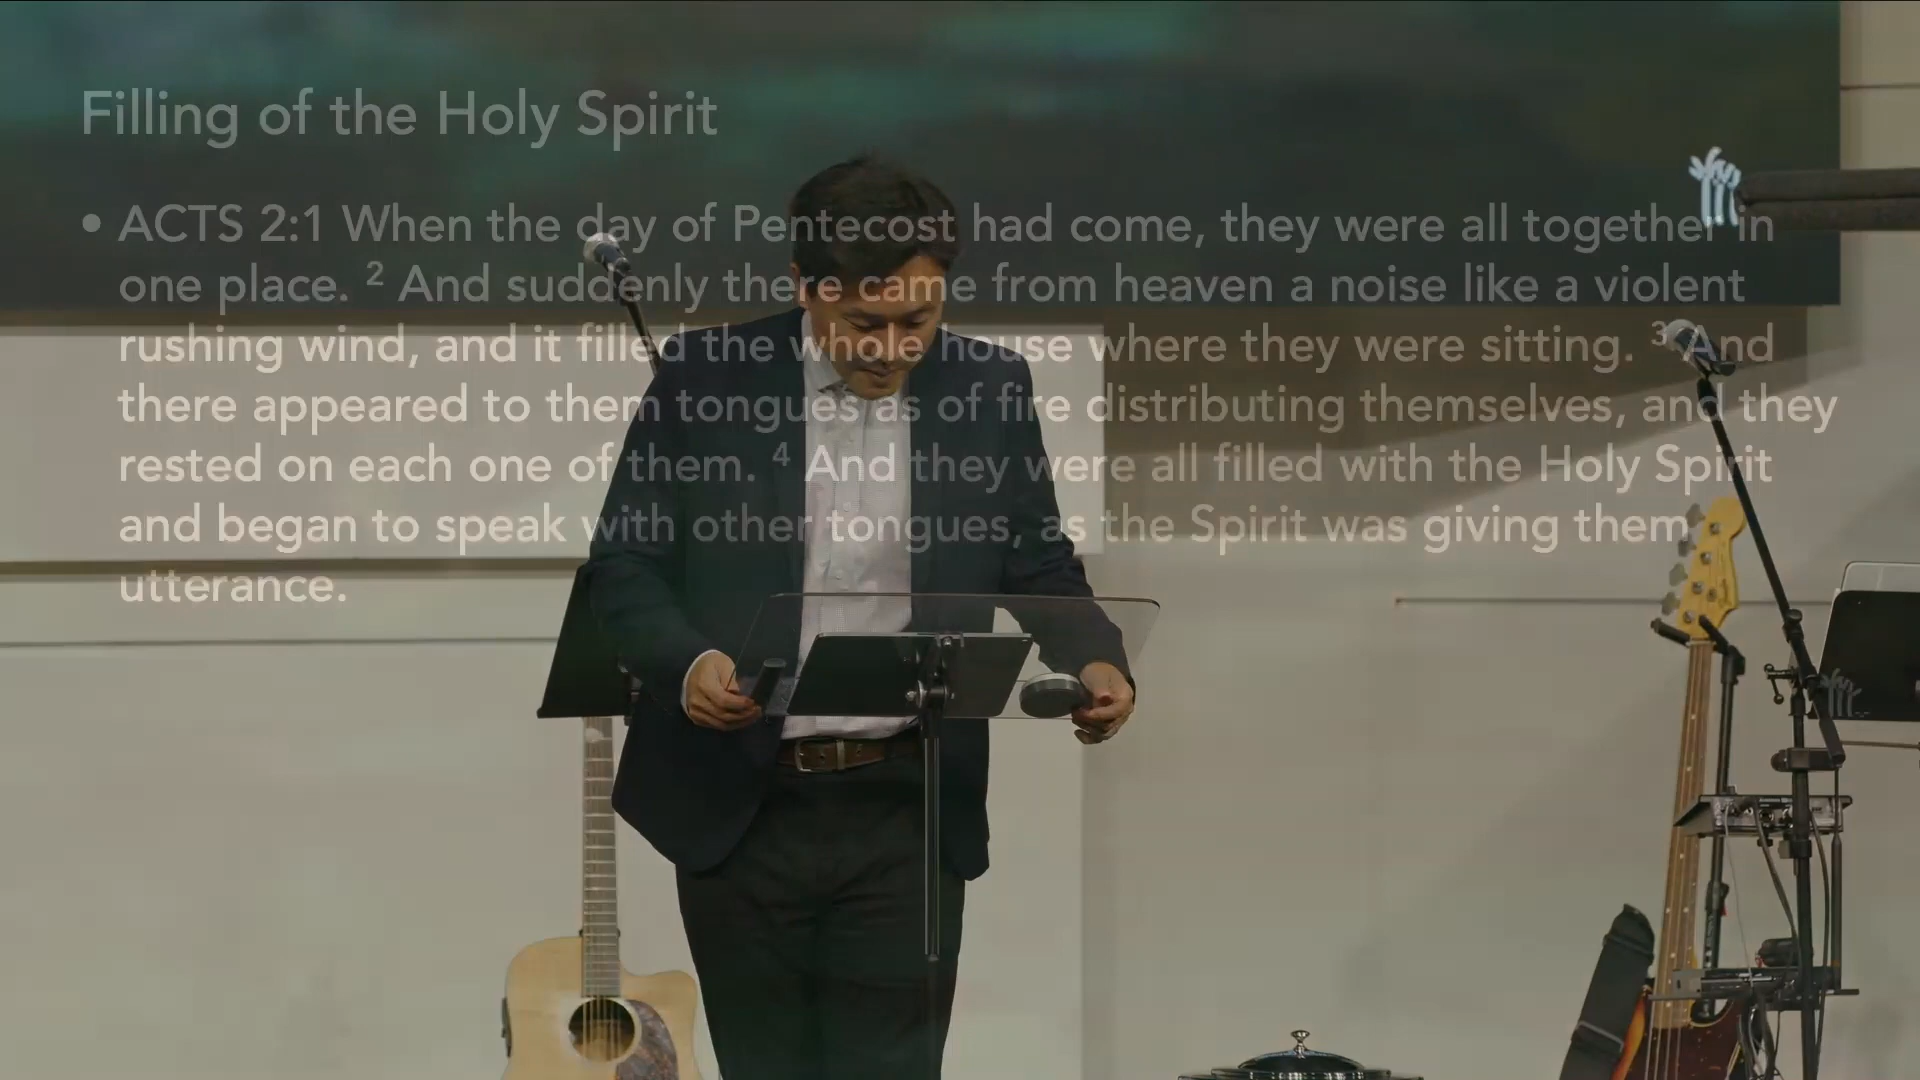 Filling of the Holy Spirit
• ACTS 2:1 When the day of Pentecost had come, they were all together in
one place. ² And suddenly there came from heaven a noise like a violent
rushing wind, and it filled the whole house where they were sitting. ³ And
there appeared to them tongues as of fire distributing themselves, and they
rested on each one of them. ⁴ And they were all filled with the Holy Spirit
and began to speak with other tongues, as the Spirit was giving them
utterance.